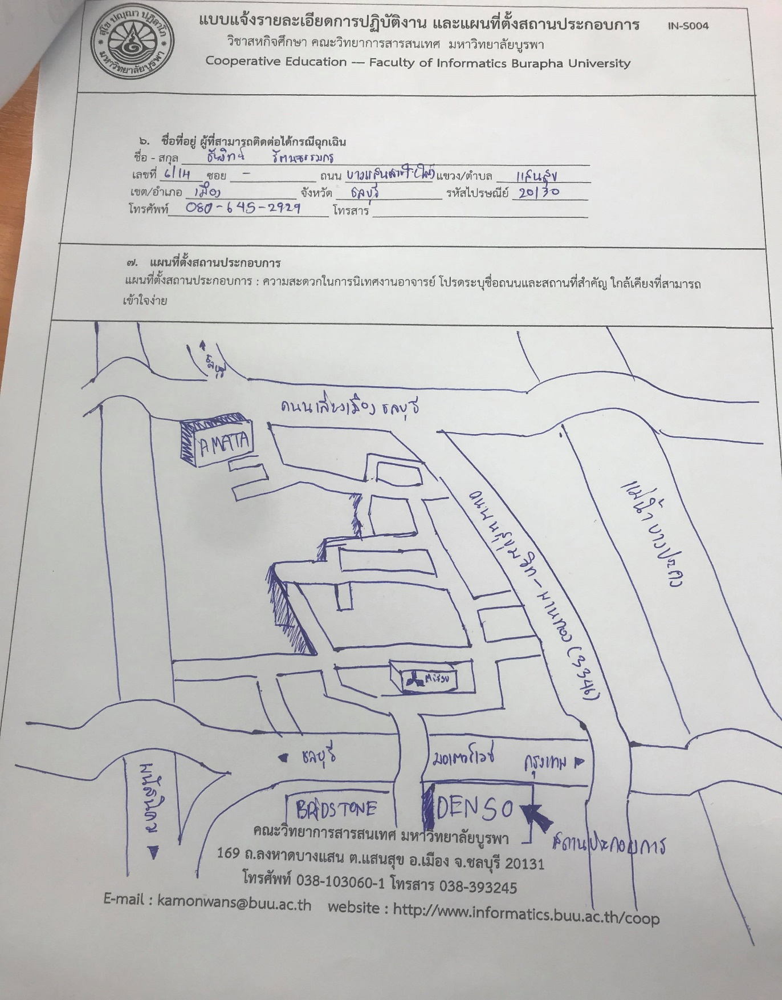 สุโข ปญฺญา ปฏิลาโภ
มหาวิทยาลัยบูรพา
แบบแจ้งรายละเอียดการปฏิบัติงาน และแผนที่ตั้งสถานประกอบการ IN-S004
วิชาสหกิจศึกษา คณะวิทยาการสารสนเทศ มหาวิทยาลัยบูรพา
Cooperative Education –– Faculty of Informatics Burapha University
๖. ชื่อที่อยู่ ผู้ที่สามารถติดต่อได้กรณีฉุกเฉิน
ชื่อ - สกุล รัตนธรรมกร
เลขที่ 6/14 ซอย - ถนน แขวง/ตำบล แสนสุข
เขต/อำเภอ เมือง จังหวัด ชลบุรี รหัสไปรษณีย์ 20130
โทรศัพท์ 080-645-2929 โทรสาร
๗. แผนที่ตั้งสถานประกอบการ
แผนที่ตั้งสถานประกอบการ : ความสะดวกในการนิเทศงานอาจารย์ โปรดระบุชื่อถนนและสถานที่สำคัญ ใกล้เคียงที่สามารถ
เข้าใจง่าย
ชลบุรี
ถนนเลี่ยงเมือง ชลบุรี
AMATA
ถนนสุขุมวิท-พานทอง (3346)
แม่น้ำบางปะกง
ชลบุรี มอเตอร์เวย์ กรุงเทพ
BRIDSTONE DENSO
สถานประกอบการ
คณะวิทยาการสารสนเทศ มหาวิทยาลัยบูรพา
169 ถ.ลงหาดบางแสน ต.แสนสุข อ.เมือง จ.ชลบุรี 20131
โทรศัพท์ 038-103060-1 โทรสาร 038-393245
E-mail : kamonwans@buu.ac.th website : http://www.informatics.buu.ac.th/coop